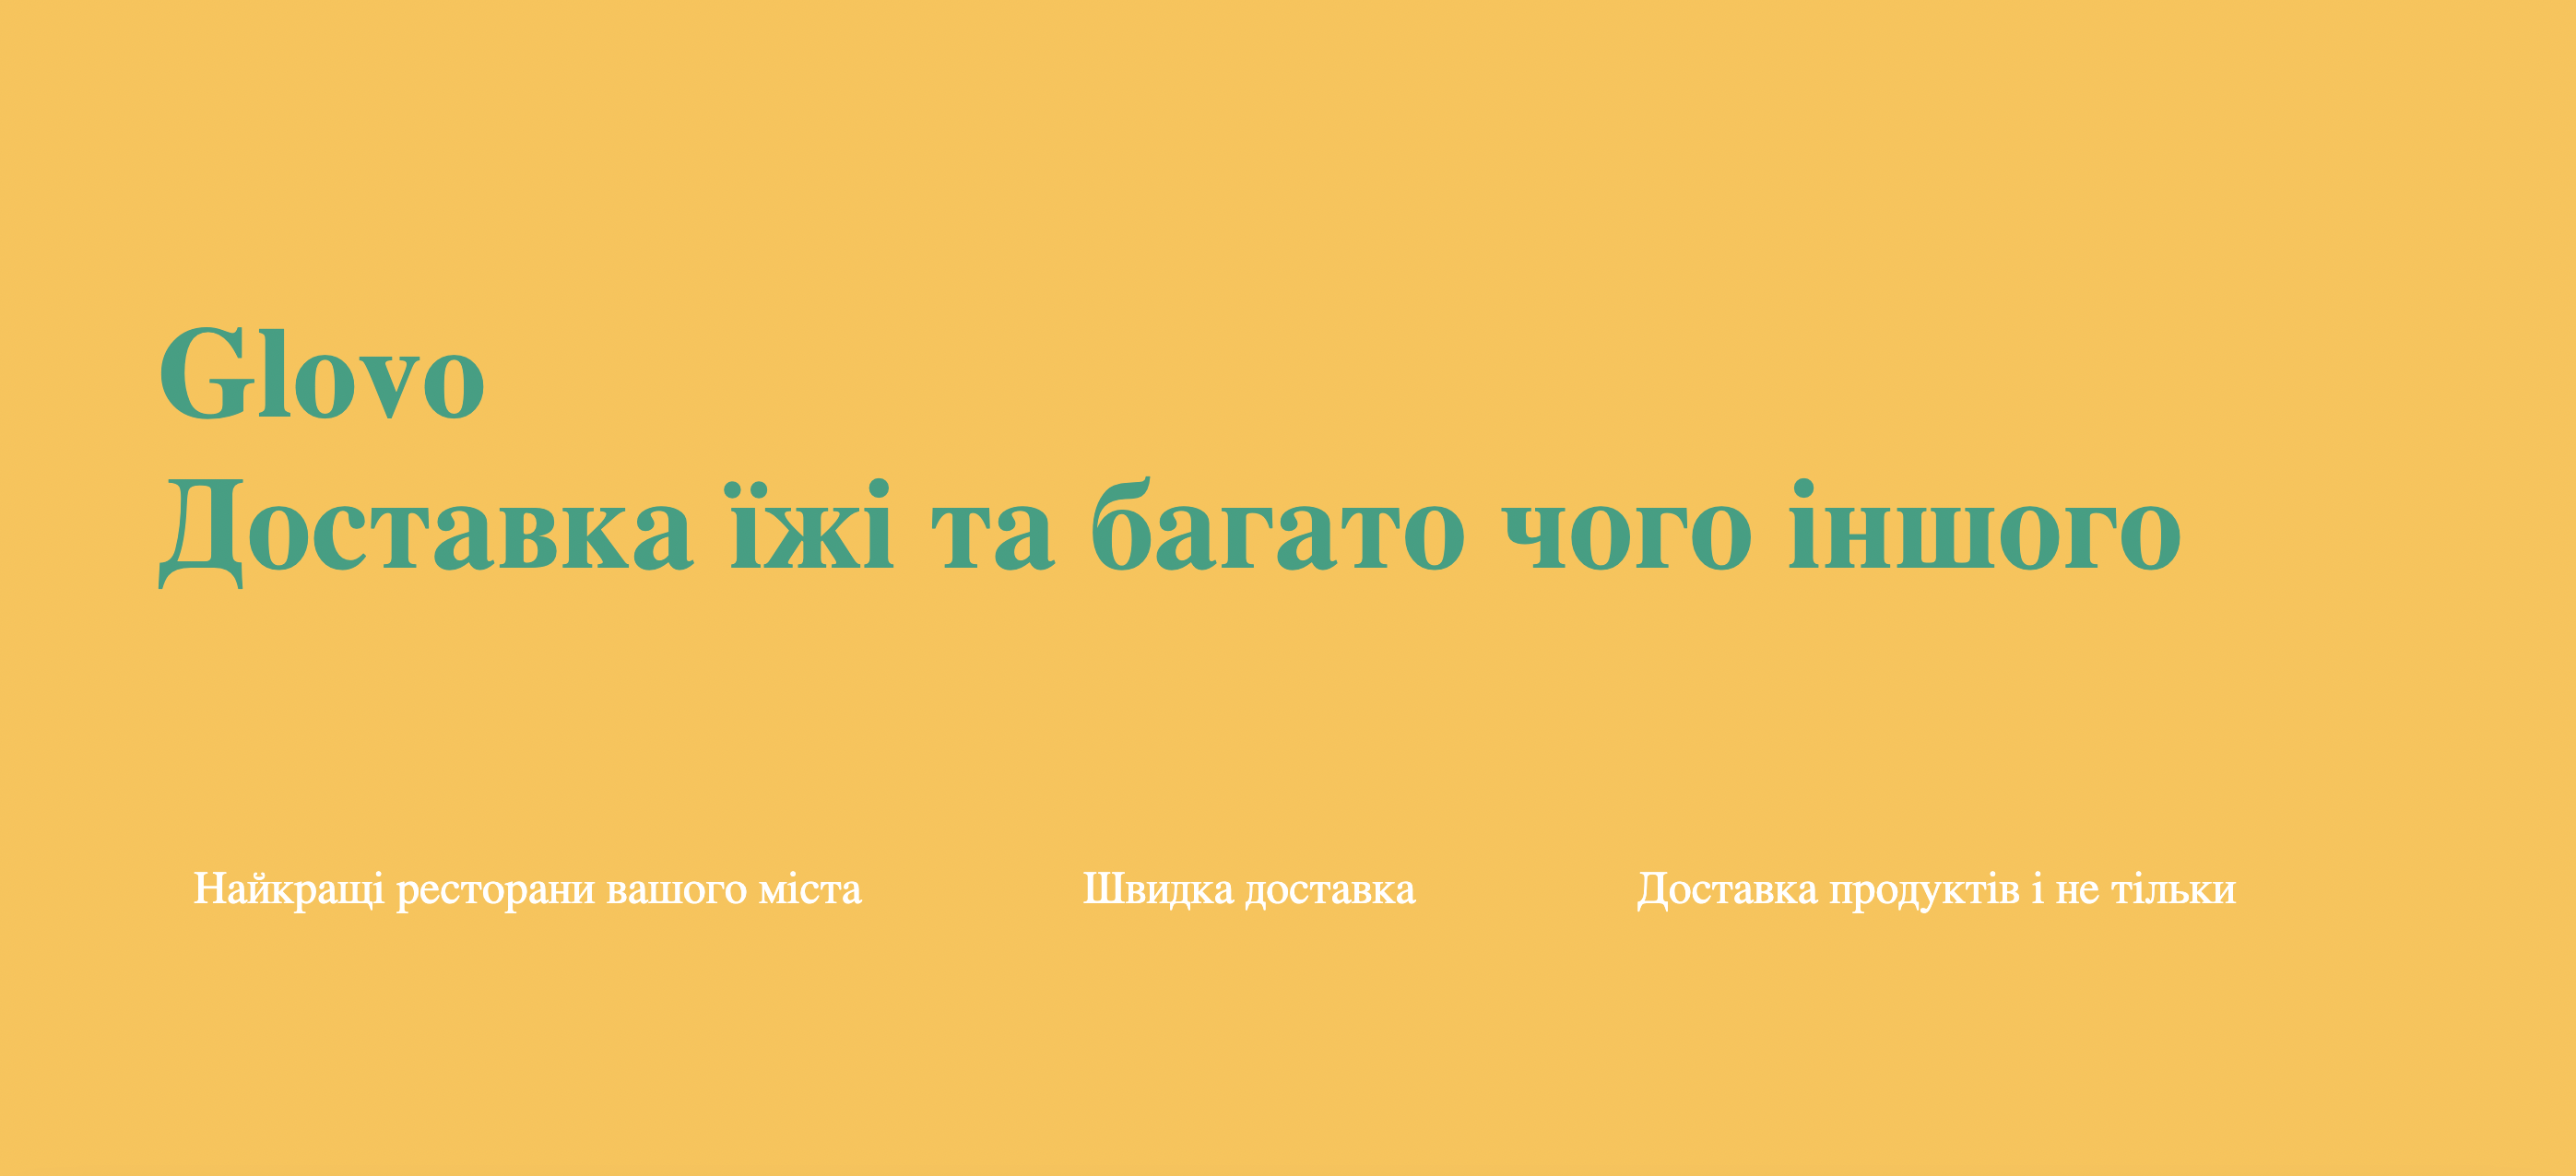 Glovo
Доставка їжі та багато чого іншого
Найкращі ресторани вашого міста
Швидка доставка
Доставка продуктів і не тільки